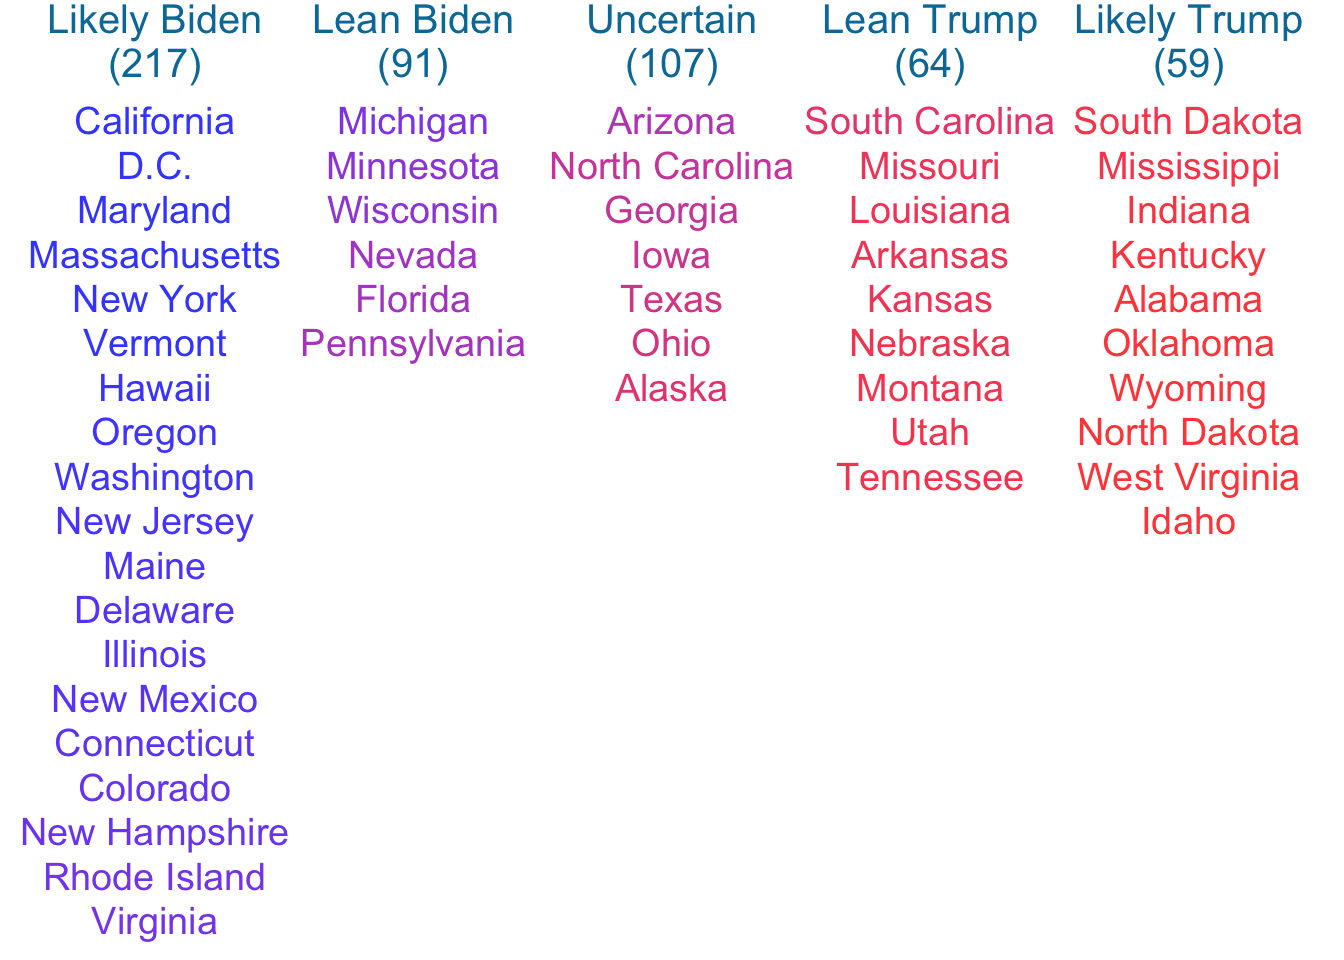 Likely Biden
(217)
California
D.C.
Maryland
Massachusetts
New York
Vermont
Hawaii
Oregon
Washington
New Jersey
Maine
Delaware
Illinois
New Mexico
Connecticut
Colorado
New Hampshire
Rhode Island
Virginia
Lean Biden
(91)
Michigan
Minnesota
Wisconsin
Nevada
Florida
Pennsylvania
Uncertain
(107)
Arizona
North Carolina
Georgia
Iowa
Texas
Ohio
Alaska
Lean Trump
(64)
South Carolina
Missouri
Louisiana
Arkansas
Kansas
Nebraska
Montana
Utah
Tennessee
Likely Trump
(59)
South Dakota
Mississippi
Indiana
Kentucky
Alabama
Oklahoma
Wyoming
North Dakota
West Virginia
Idaho